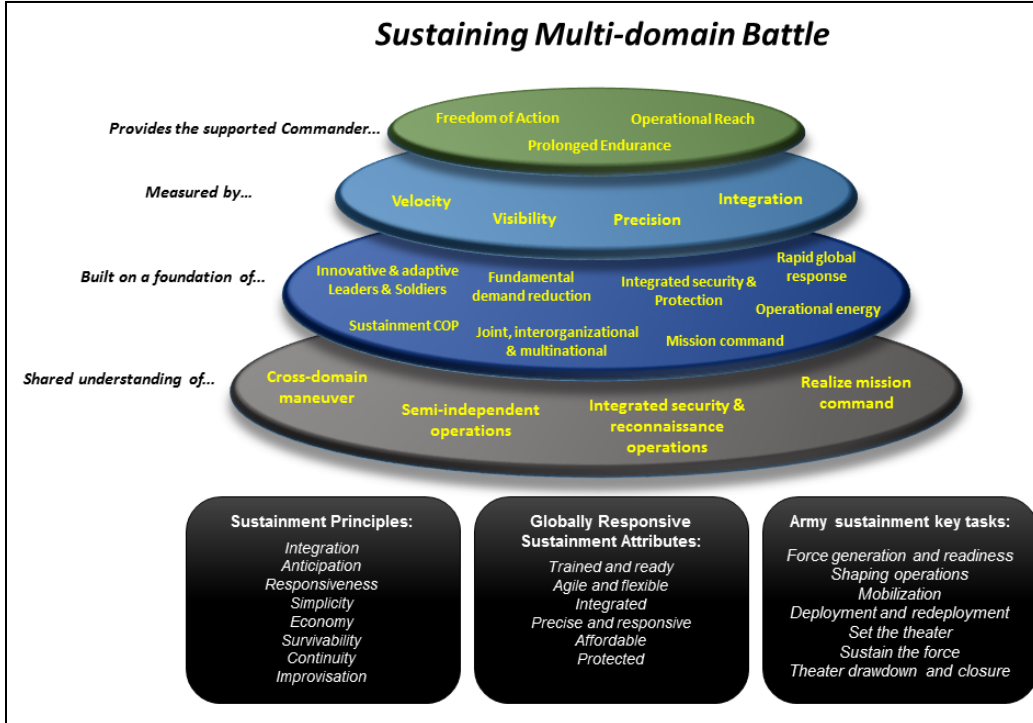 Sustaining Multi-domain Battle
Provides the supported Commander...
Freedom of Action
Operational Reach
Prolonged Endurance
Measured by...
Velocity
Visibility
Precision
Integration
Built on a foundation of...
Innovative & adaptive
Leaders & Soldiers
Fundamental
demand reduction
Integrated security &
Protection
Rapid global
response
Sustainment COP
Joint, interorganizational
& multinational
Mission command
Operational energy
Shared understanding of...
Cross-domain
maneuver
Semi-independent
operations
Integrated security &
reconnaissance
operations
Realize mission
command
Sustainment Principles:
Integration
Anticipation
Responsiveness
Simplicity
Economy
Survivability
Continuity
Improvisation
Globally Responsive
Sustainment Attributes:
Trained and ready
Agile and flexible
Integrated
Precise and responsive
Affordable
Protected
Army sustainment key tasks:
Force generation and readiness
Shaping operations
Mobilization
Deployment and redeployment
Set the theater
Sustain the force
Theater drawdown and closure